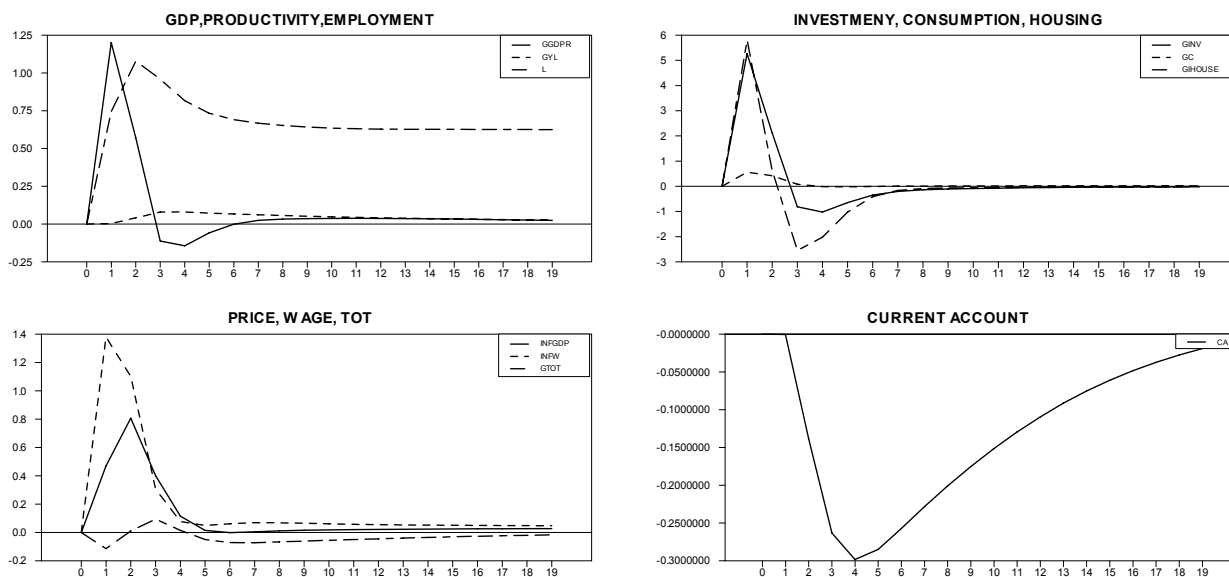 GDP,PRODUCTIVITY,EMPLOYMENT
GGDPR
GYL
L
1.25
1.00
0.75
0.50
0.25
0.00
-0.25
0 1 2 3 4 5 6 7 8 9 10 11 12 13 14 15 16 17 18 19
INVESTMENY, CONSUMPTION, HOUSING
GINV
GC
GIHOUSE
6
5
4
3
2
1
0
-1
-2
-3
0 1 2 3 4 5 6 7 8 9 10 11 12 13 14 15 16 17 18 19
PRICE, WAGE, TOT
INFGDP
INFW
GTOT
1.4
1.2
1.0
0.8
0.6
0.4
0.2
0.0
-0.2
0 1 2 3 4 5 6 7 8 9 10 11 12 13 14 15 16 17 18 19
CURRENT ACCOUNT
CA
-0.0000000
-0.0500000
-0.1000000
-0.1500000
-0.2000000
-0.2500000
-0.3000000
0 1 2 3 4 5 6 7 8 9 10 11 12 13 14 15 16 17 18 19